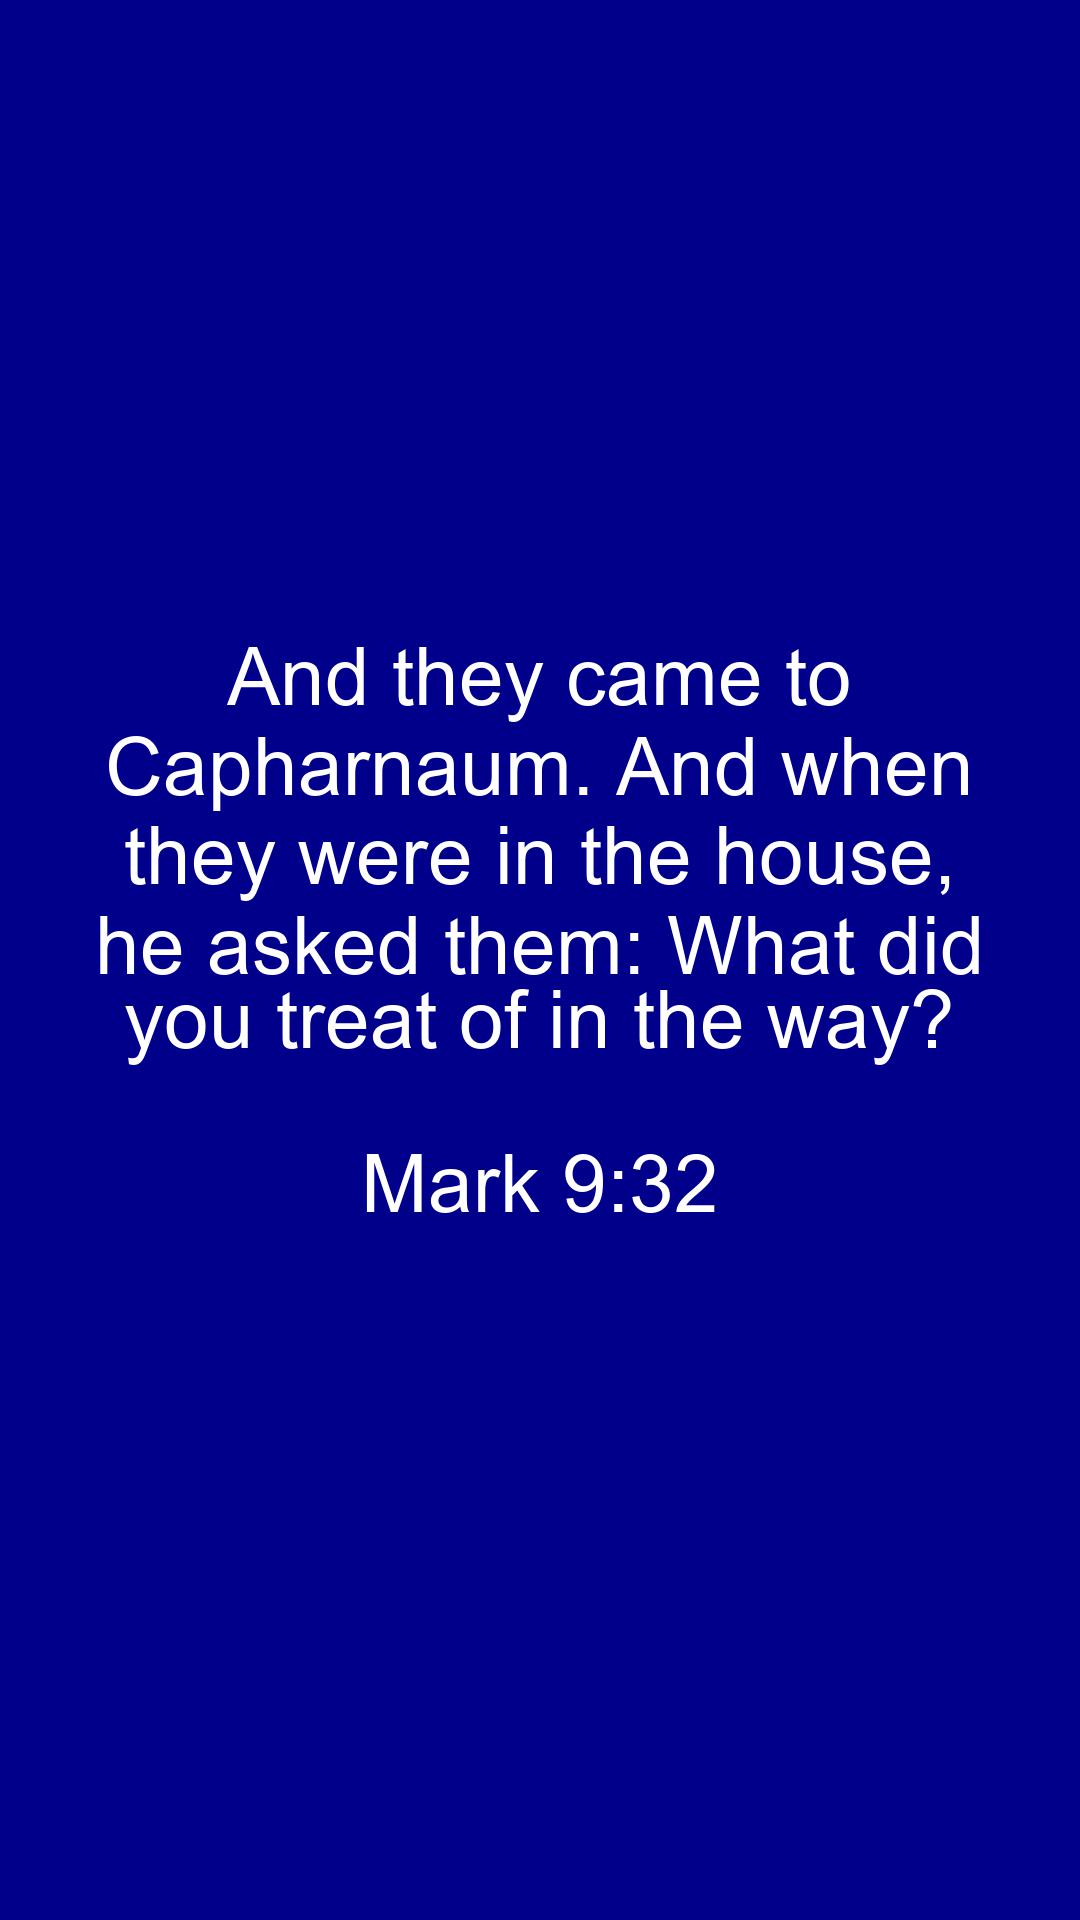 And they came to
Capharnaum. And when
they were in the house,
he asked them: What did
you treat of in the way?
Mark 9:32